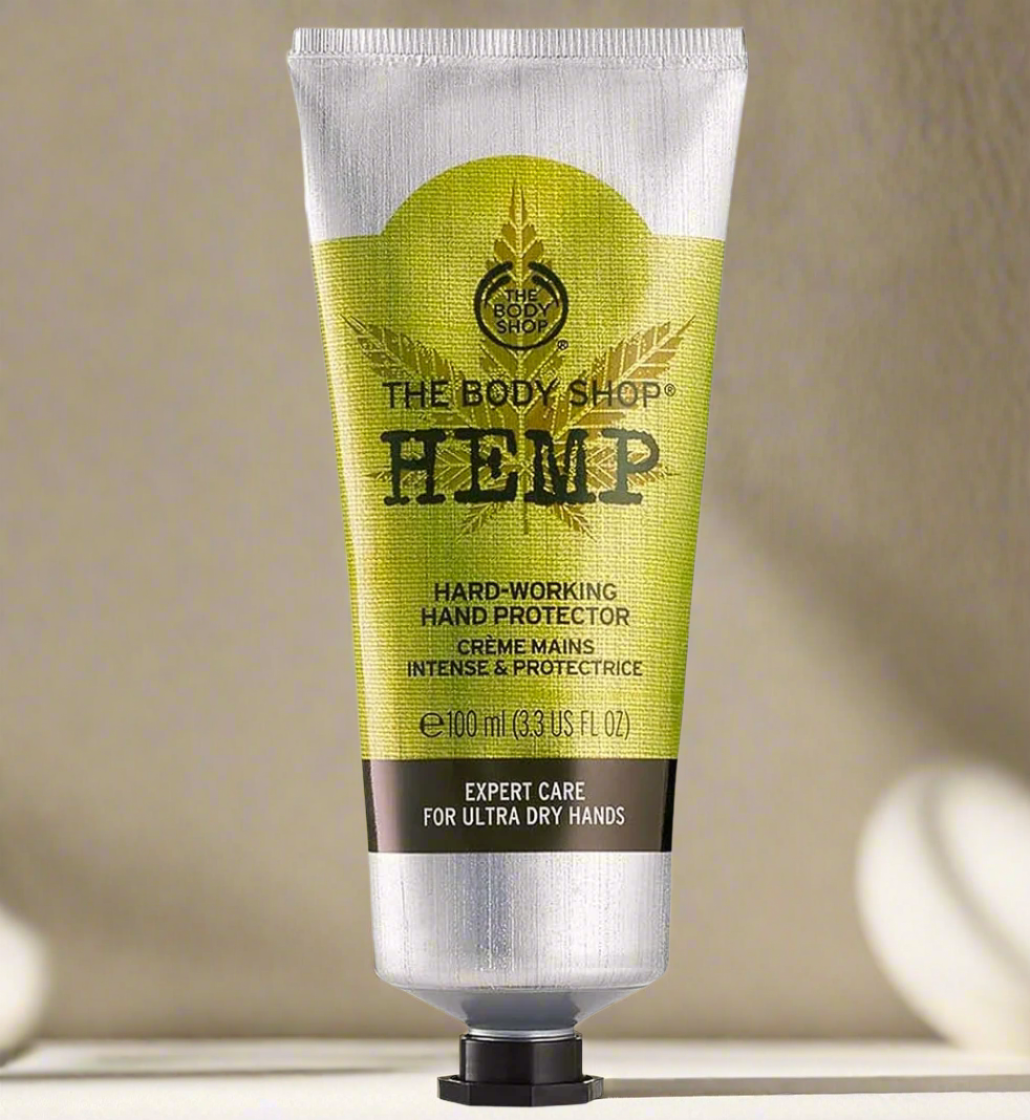 THE
BODY
SHOP
®
THE BODY SHOP®
HEMP
HARD-WORKING
HAND PROTECTOR
CRÈME MAINS
INTENSE & PROTECTRICE
℮100 ml (3.3 US FL OZ)
EXPERT CARE
FOR ULTRA DRY HANDS